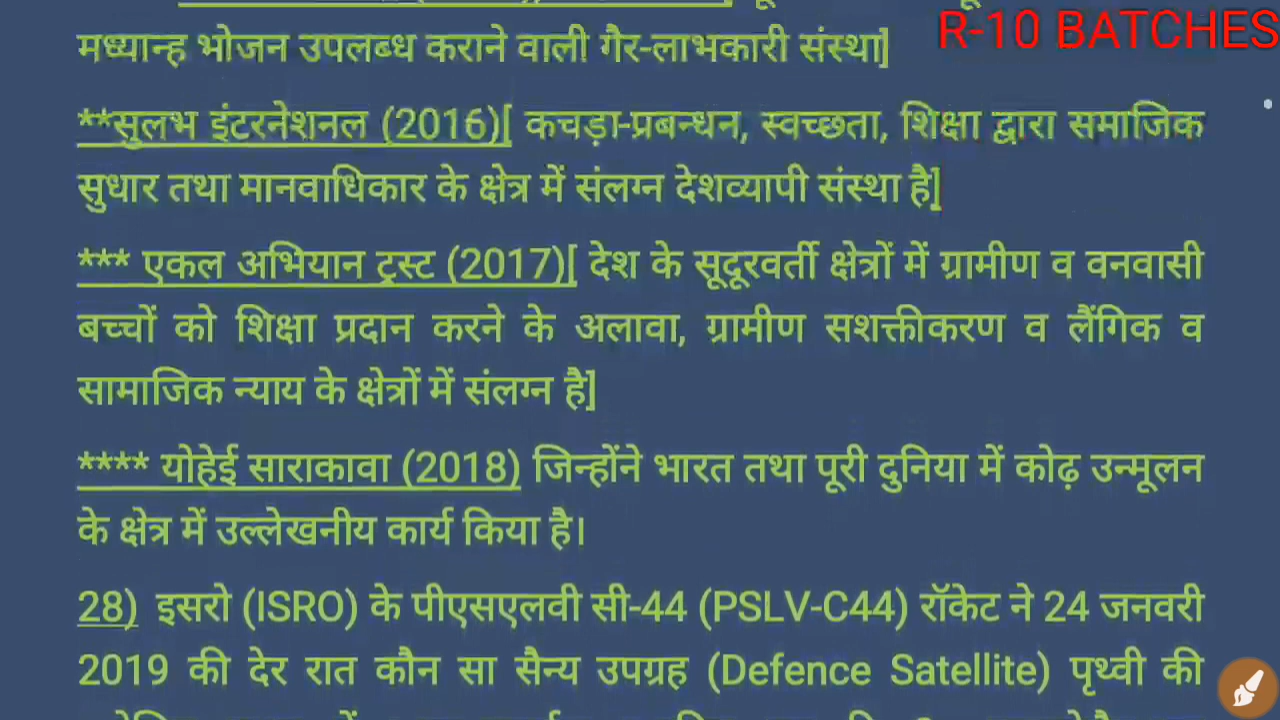 R-10 BATCHES
मध्यान्ह भोजन उपलब्ध कराने वाली गैर-लाभकारी संस्था]
**सुलभ इंटरनेशनल (2016)[ कचड़ा-प्रबन्धन, स्वच्छता, शिक्षा द्वारा समाजिक
सुधार तथा मानवाधिकार के क्षेत्र में संलग्न देशव्यापी संस्था है]
*** एकल अभियान ट्रस्ट (2017)[ देश के सूदूरवर्ती क्षेत्रों में ग्रामीण व वनवासी
बच्चों को शिक्षा प्रदान करने के अलावा, ग्रामीण सशक्तीकरण व लैंगिक व
सामाजिक न्याय के क्षेत्रों में संलग्न है]
**** योहेई साराकावा (2018) जिन्होंने भारत तथा पूरी दुनिया में कोढ़ उन्मूलन
के क्षेत्र में उल्लेखनीय कार्य किया है।
28) इसरो (ISRO) के पीएसएलवी सी-44 (PSLV-C44) रॉकेट ने 24 जनवरी
2019 की देर रात कौन सा सैन्य उपग्रह (Defence Satellite) पृथ्वी की